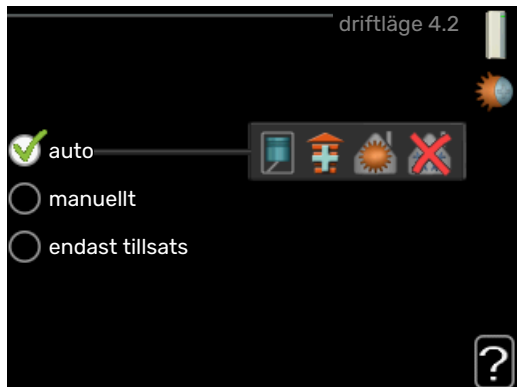 driftläge 4.2
auto
manuellt
endast tillsats
?